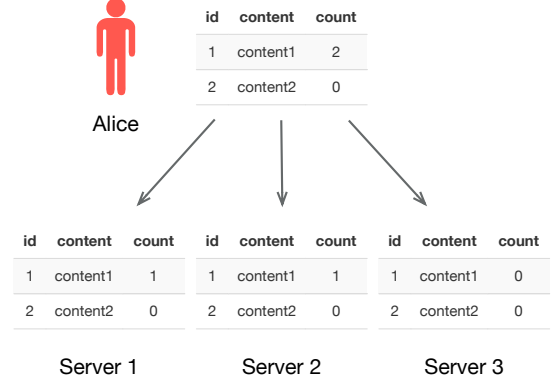 id content count
1 content1 2
2 content2 0
Alice
id content count
1 content1 1
2 content2 0
Server 1
id content count
1 content1 1
2 content2 0
Server 2
id content count
1 content1 0
2 content2 0
Server 3